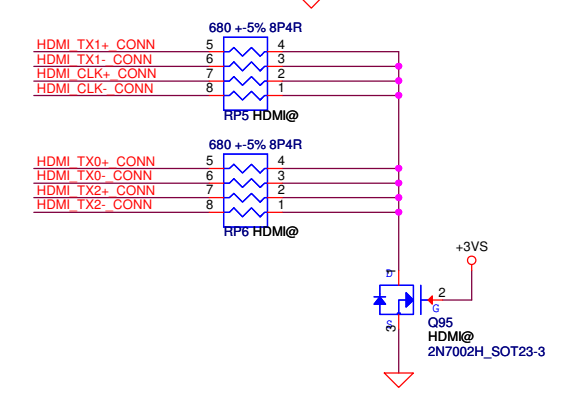 680 +-5% 8P4R
HDMI_TX1+_CONN 5 4
HDMI_TX1-_CONN 6 3
HDMI_CLK+_CONN 7 2
HDMI_CLK-_CONN 8 1
RP5 HDMI@
680 +-5% 8P4R
HDMI_TX0+_CONN 5 4
HDMI_TX0-_CONN 6 3
HDMI_TX2+_CONN 7 2
HDMI_TX2-_CONN 8 1
RP6 HDMI@
+3VS
D 1
2
G
S 3
Q95
HDMI@
2N7002H_SOT23-3